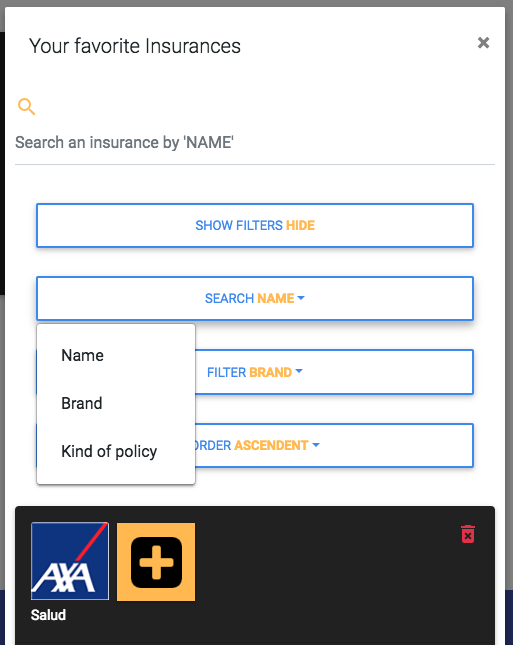 Your favorite Insurances ×
Search an insurance by 'NAME'
SHOW FILTERS HIDE
SEARCH NAME
Name
Brand
Kind of policy
FILTER BRAND
ORDER ASCENDENT
AXA
Salud